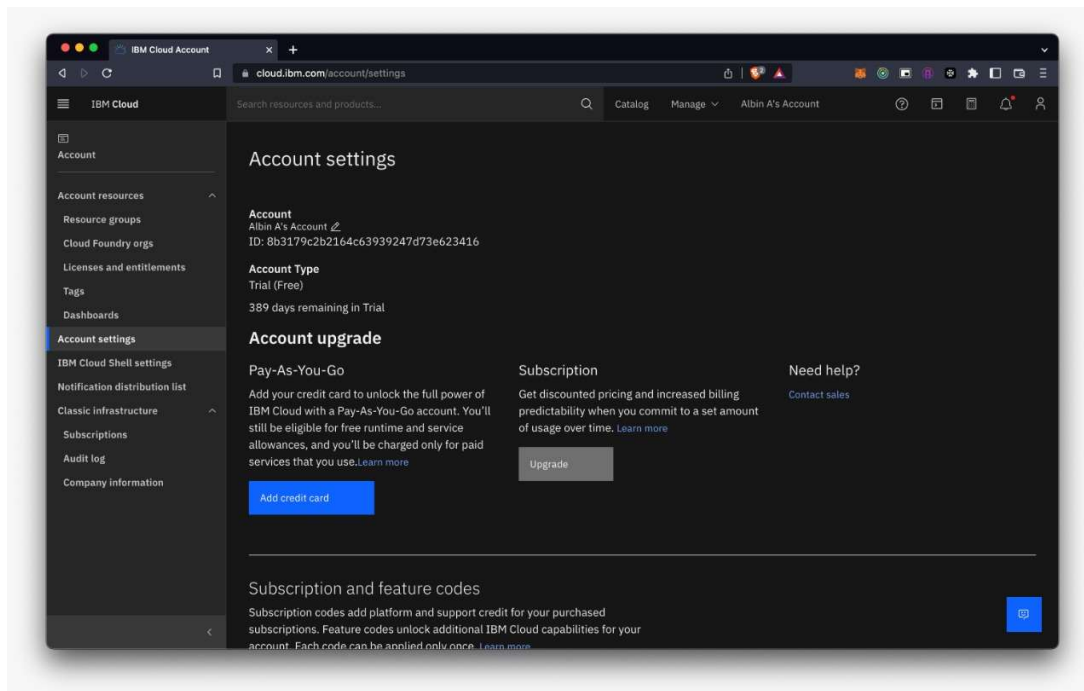 IBM Cloud Account
cloud.ibm.com/account/settings
IBM Cloud
Search resources and products...
Catalog
Manage
Albin A's Account
Account
Account resources
Resource groups
Cloud Foundry orgs
Licenses and entitlements
Tags
Dashboards
Account settings
IBM Cloud Shell settings
Notification distribution list
Classic infrastructure
Subscriptions
Audit log
Company information
Account settings
Account
Albin A's Account
ID: 8b3179c2b2164c63939247d73e623416
Account Type
Trial (Free)
389 days remaining in Trial
Account upgrade
Pay-As-You-Go
Add your credit card to unlock the full power of
IBM Cloud with a Pay-As-You-Go account. You'll
still be eligible for free runtime and service
allowances, and you'll be charged only for paid
services that you use.Learn more
Add credit card
Subscription
Get discounted pricing and increased billing
predictability when you commit to a set amount
of usage over time. Learn more
Upgrade
Need help?
Contact sales
Subscription and feature codes
Subscription codes add platform and support credit for your purchased
subscriptions. Feature codes unlock additional IBM Cloud capabilities for your
account. Each code can be applied only once. Learn more